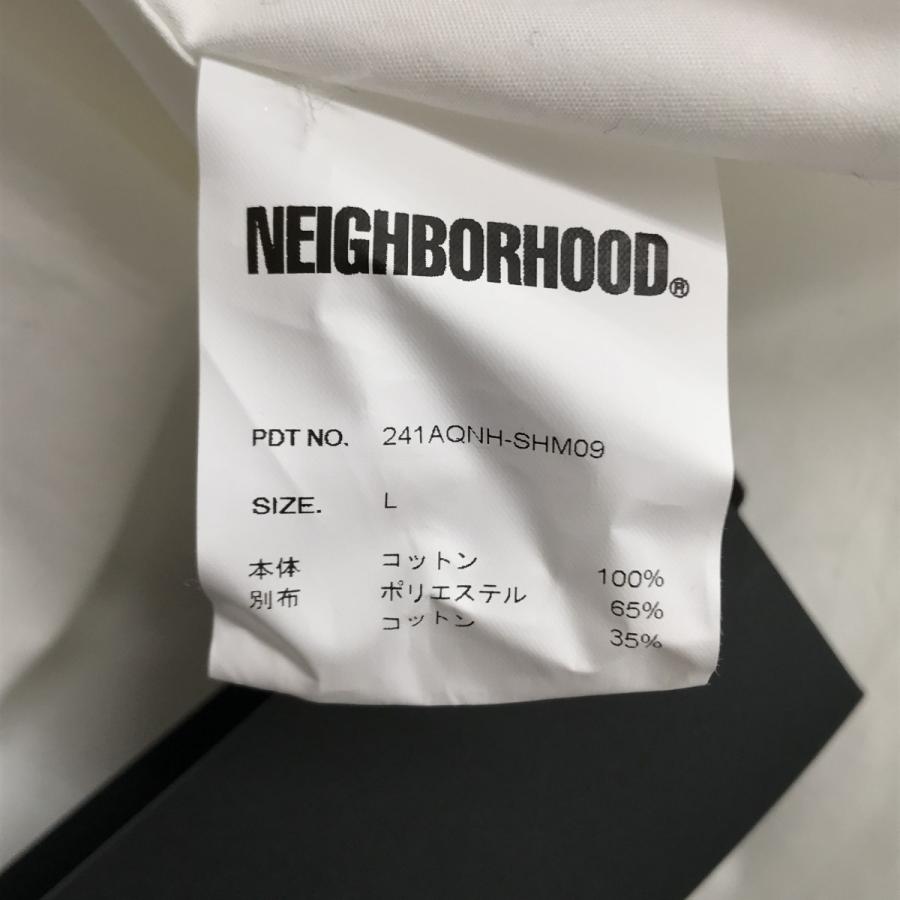 NEIGHBORHOOD®
PDT NO. 241AQNH-SHM09
SIZE. L
本体 コットン 100%
別布 ポリエステル 65%
コットン 35%